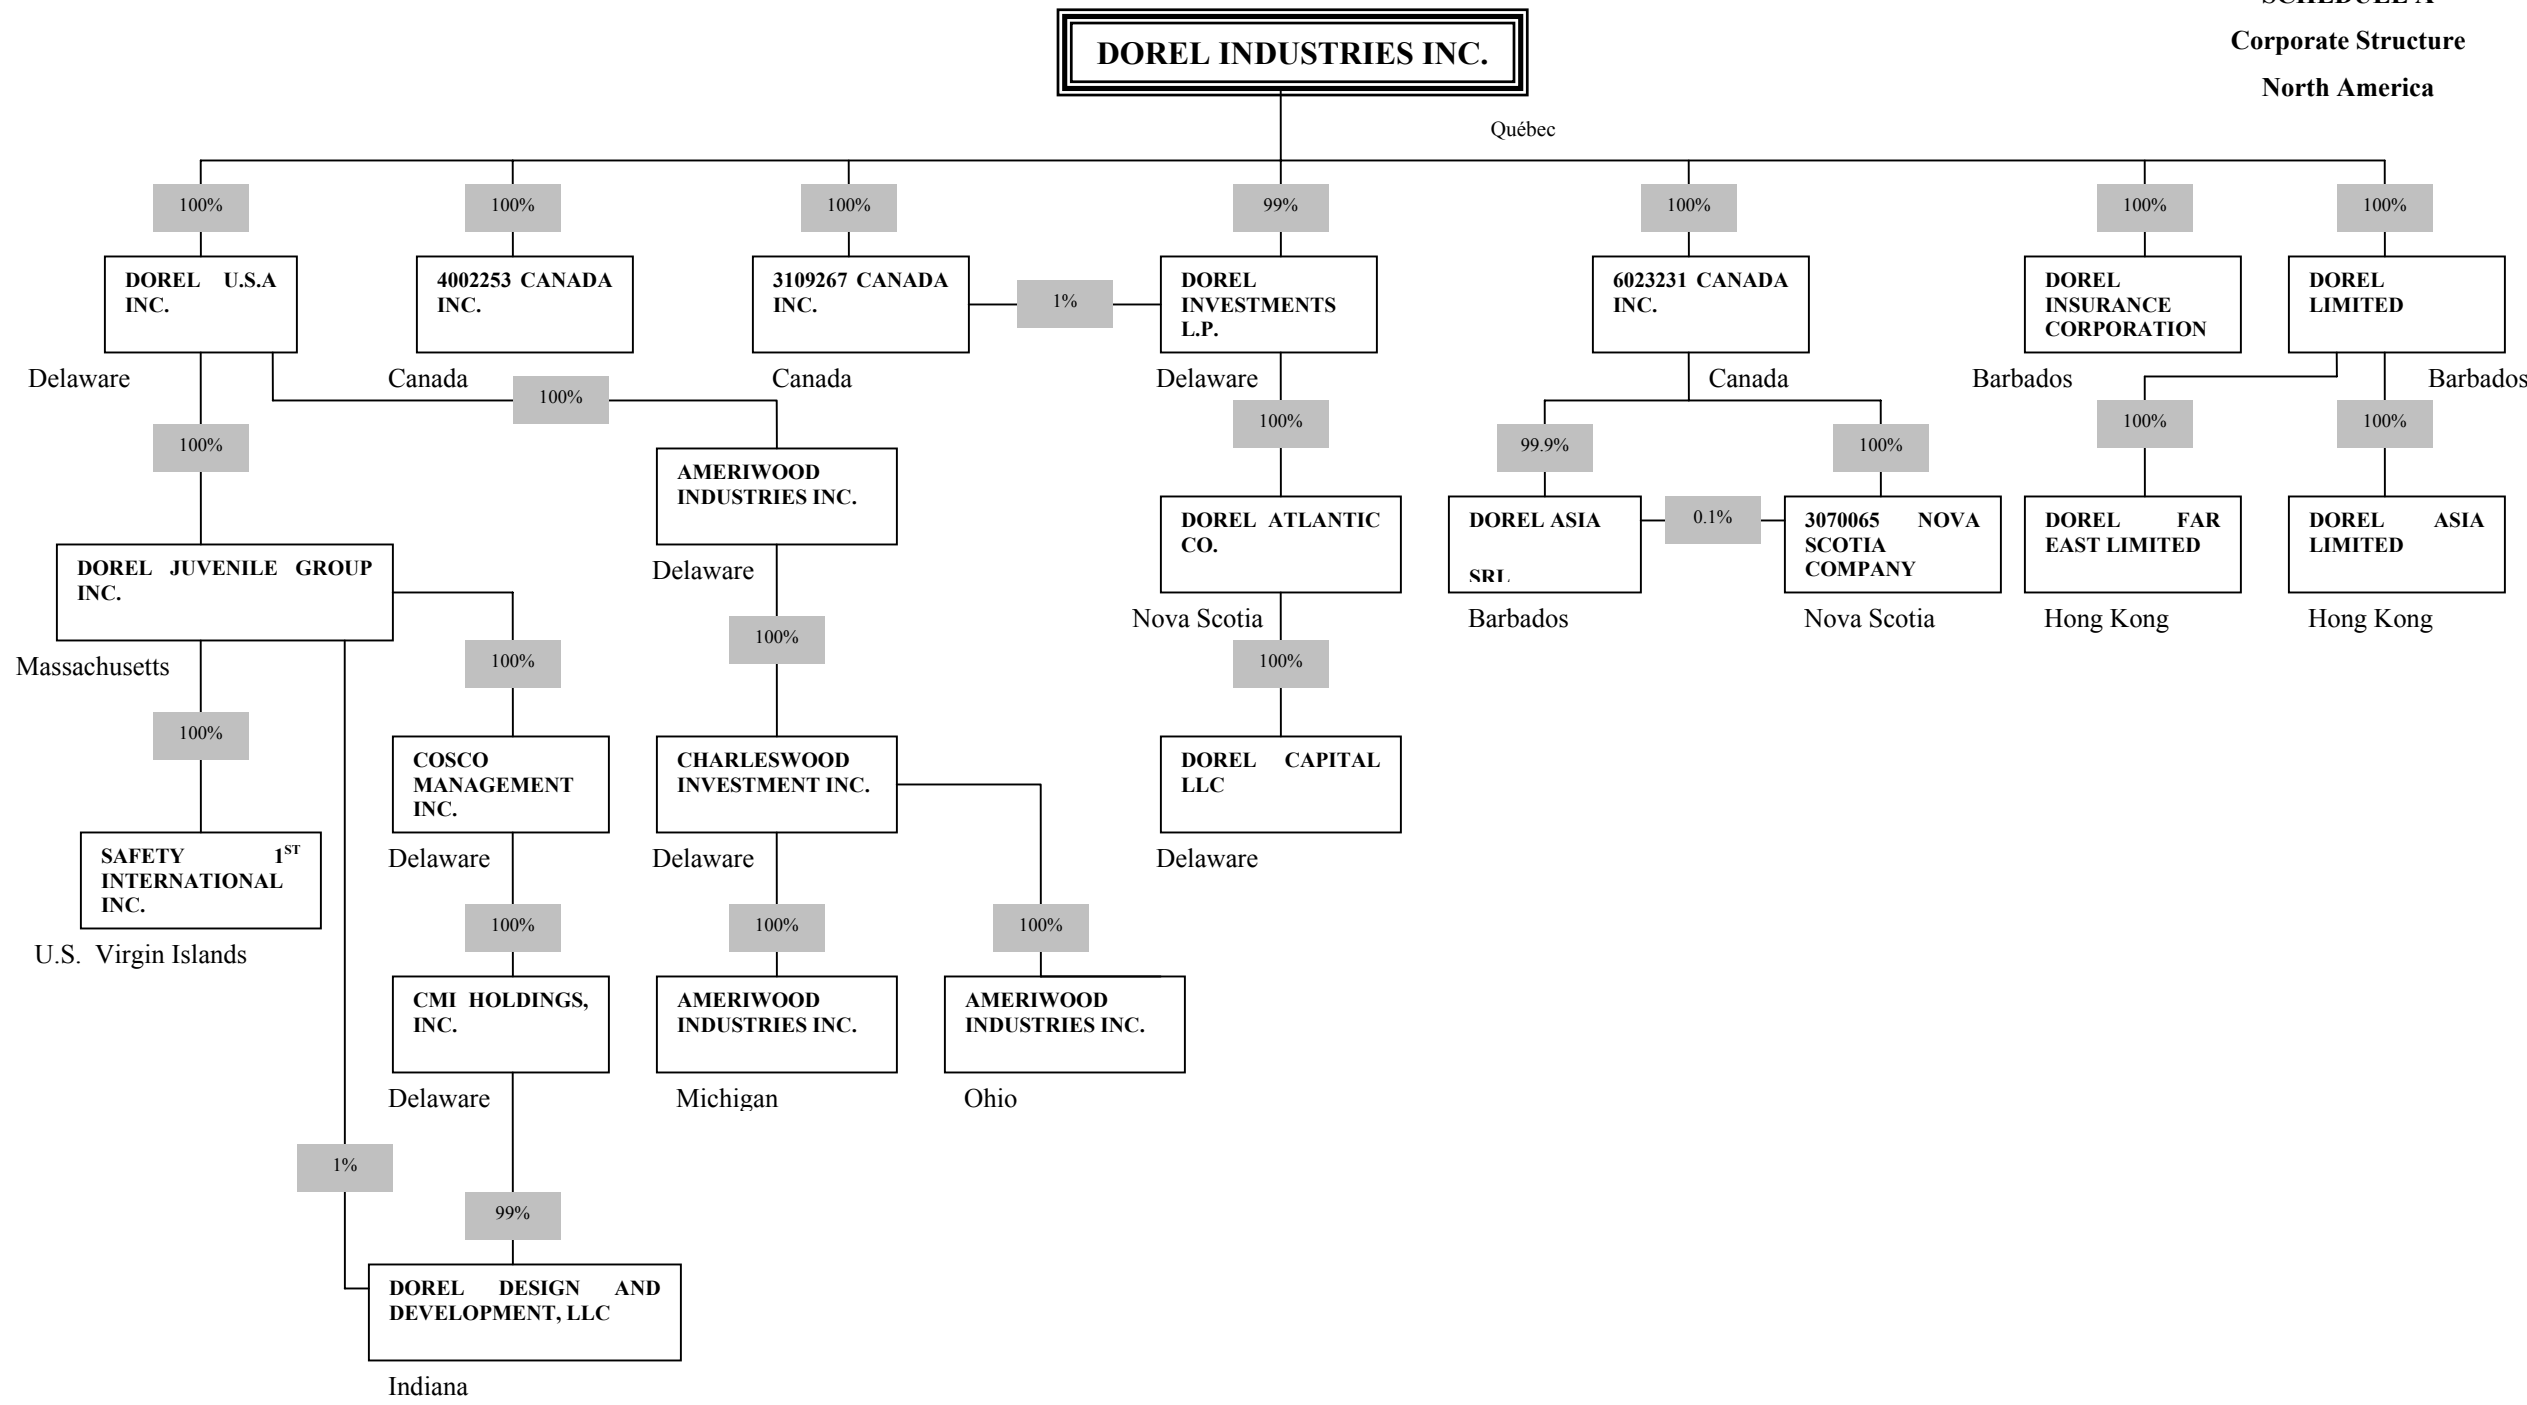 SCHEDULE A
Corporate Structure
North America
DOREL INDUSTRIES INC.
Québec
100%
100%
100%
99%
100%
100%
100%
DOREL U.S.A
INC.
4002253 CANADA
INC.
3109267 CANADA
INC.
1%
DOREL
INVESTMENTS
L.P.
6023231 CANADA
INC.
DOREL
INSURANCE
CORPORATION
DOREL
LIMITED
Delaware
Canada
Canada
Delaware
Canada
Barbados
Barbados
100%
100%
100%
99.9%
100%
100%
100%
AMERIWOOD
INDUSTRIES INC.
DOREL ATLANTIC
CO.
DOREL ASIA
SRL
0.1%
3070065 NOVA
SCOTIA
COMPANY
DOREL FAR
EAST LIMITED
DOREL ASIA
LIMITED
DOREL JUVENILE GROUP
INC.
Delaware
Nova Scotia
Barbados
Nova Scotia
Hong Kong
Hong Kong
Massachusetts
100%
100%
100%
100%
COSCO
MANAGEMENT
INC.
CHARLESWOOD
INVESTMENT INC.
DOREL CAPITAL
LLC
SAFETY 1ST
INTERNATIONAL
INC.
Delaware
Delaware
Delaware
U.S. Virgin Islands
100%
100%
100%
CMI HOLDINGS,
INC.
AMERIWOOD
INDUSTRIES INC.
AMERIWOOD
INDUSTRIES INC.
Delaware
Michigan
Ohio
1%
99%
DOREL DESIGN AND
DEVELOPMENT, LLC
Indiana